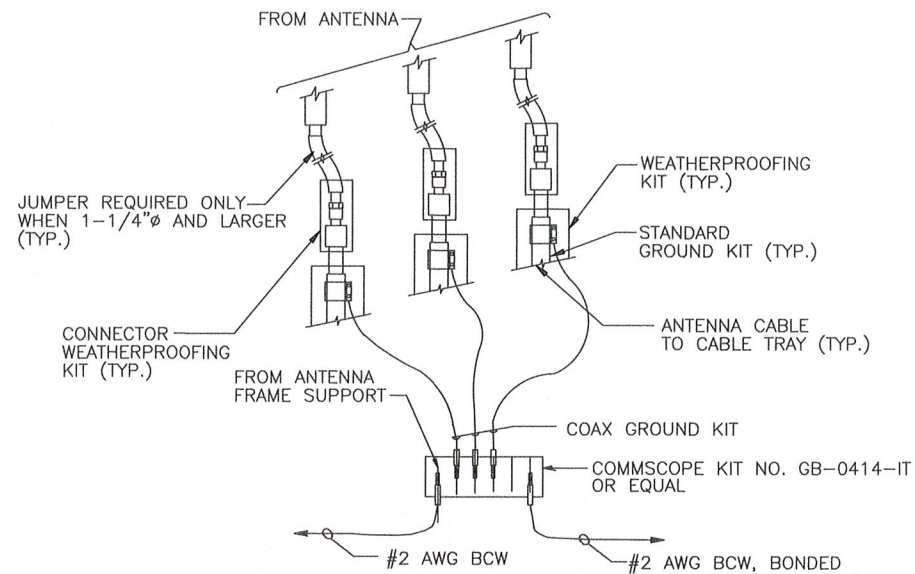 FROM ANTENNA
JUMPER REQUIRED ONLY
WHEN 1-1/4"ø AND LARGER
(TYP.)
WEATHERPROOFING
KIT (TYP.)
STANDARD
GROUND KIT (TYP.)
CONNECTOR
WEATHERPROOFING
KIT (TYP.)
ANTENNA CABLE
TO CABLE TRAY (TYP.)
FROM ANTENNA
FRAME SUPPORT
COAX GROUND KIT
COMMSCOPE KIT NO. GB-0414-IT
OR EQUAL
#2 AWG BCW
#2 AWG BCW, BONDED